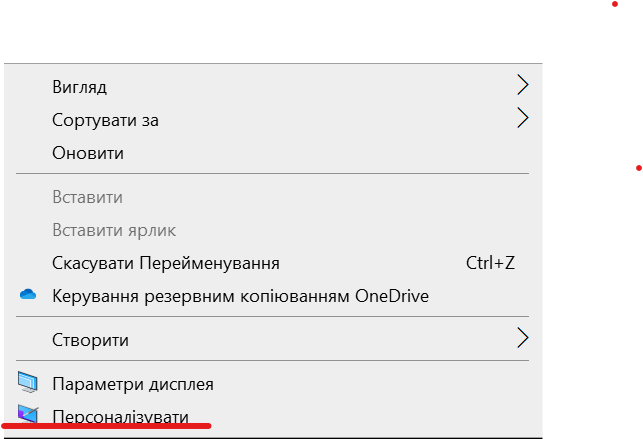 Вигляд
Сортувати за
Оновити
Вставити
Вставити ярлик
Скасувати Перейменування Ctrl+Z
Керування резервним копіюванням OneDrive
Створити
Параметри дисплея
Персоналізувати